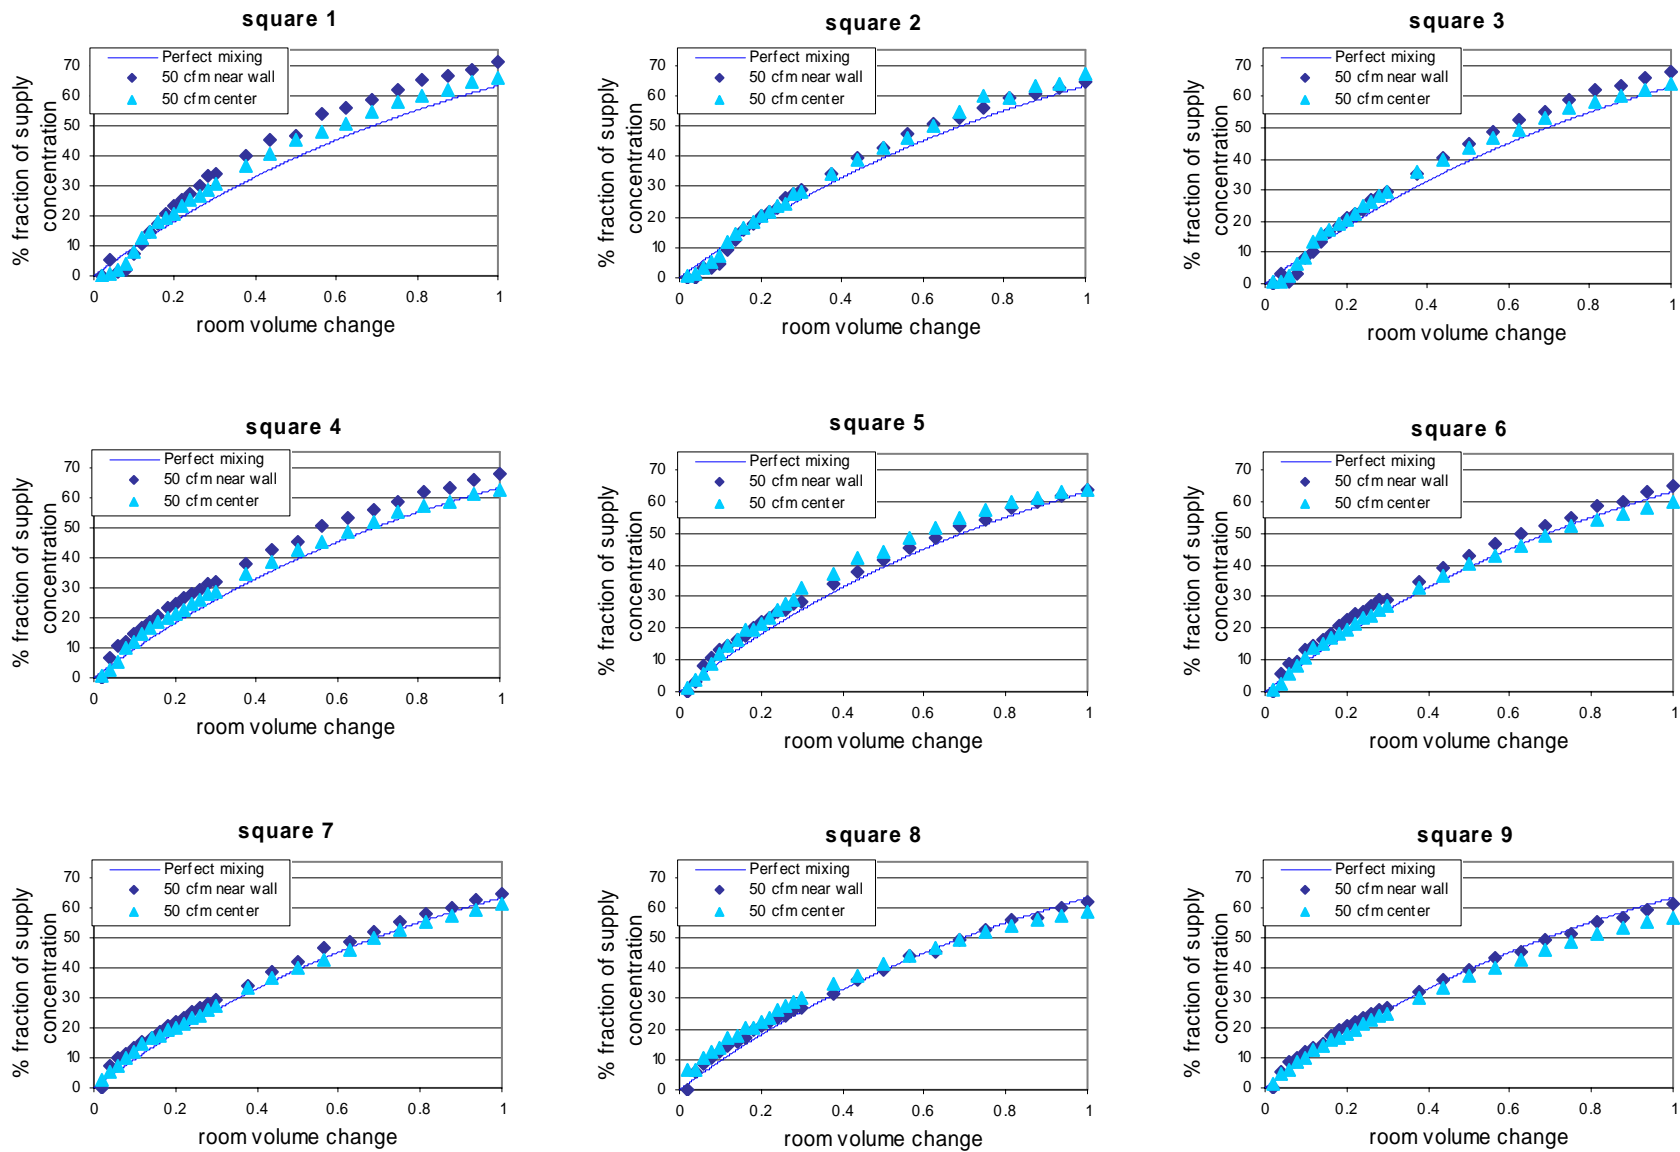 square 1
Perfect mixing
50 cfm near wall
50 cfm center
% fraction of supply
concentration
70
60
50
40
30
20
10
0
0
0.2
0.4
0.6
0.8
1
room volume change
square 2
Perfect mixing
50 cfm near wall
50 cfm center
% fraction of supply
concentration
70
60
50
40
30
20
10
0
0
0.2
0.4
0.6
0.8
1
room volume change
square 3
Perfect mixing
50 cfm near wall
50 cfm center
% fraction of supply
concentration
70
60
50
40
30
20
10
0
0
0.2
0.4
0.6
0.8
1
room volume change
square 4
Perfect mixing
50 cfm near wall
50 cfm center
% fraction of supply
concentration
70
60
50
40
30
20
10
0
0
0.2
0.4
0.6
0.8
1
room volume change
square 5
Perfect mixing
50 cfm near wall
50 cfm center
% fraction of supply
concentration
70
60
50
40
30
20
10
0
0
0.2
0.4
0.6
0.8
1
room volume change
square 6
Perfect mixing
50 cfm near wall
50 cfm center
% fraction of supply
concentration
70
60
50
40
30
20
10
0
0
0.2
0.4
0.6
0.8
1
room volume change
square 7
Perfect mixing
50 cfm near wall
50 cfm center
% fraction of supply
concentration
70
60
50
40
30
20
10
0
0
0.2
0.4
0.6
0.8
1
room volume change
square 8
Perfect mixing
50 cfm near wall
50 cfm center
% fraction of supply
concentration
70
60
50
40
30
20
10
0
0
0.2
0.4
0.6
0.8
1
room volume change
square 9
Perfect mixing
50 cfm near wall
50 cfm center
% fraction of supply
concentration
70
60
50
40
30
20
10
0
0
0.2
0.4
0.6
0.8
1
room volume change